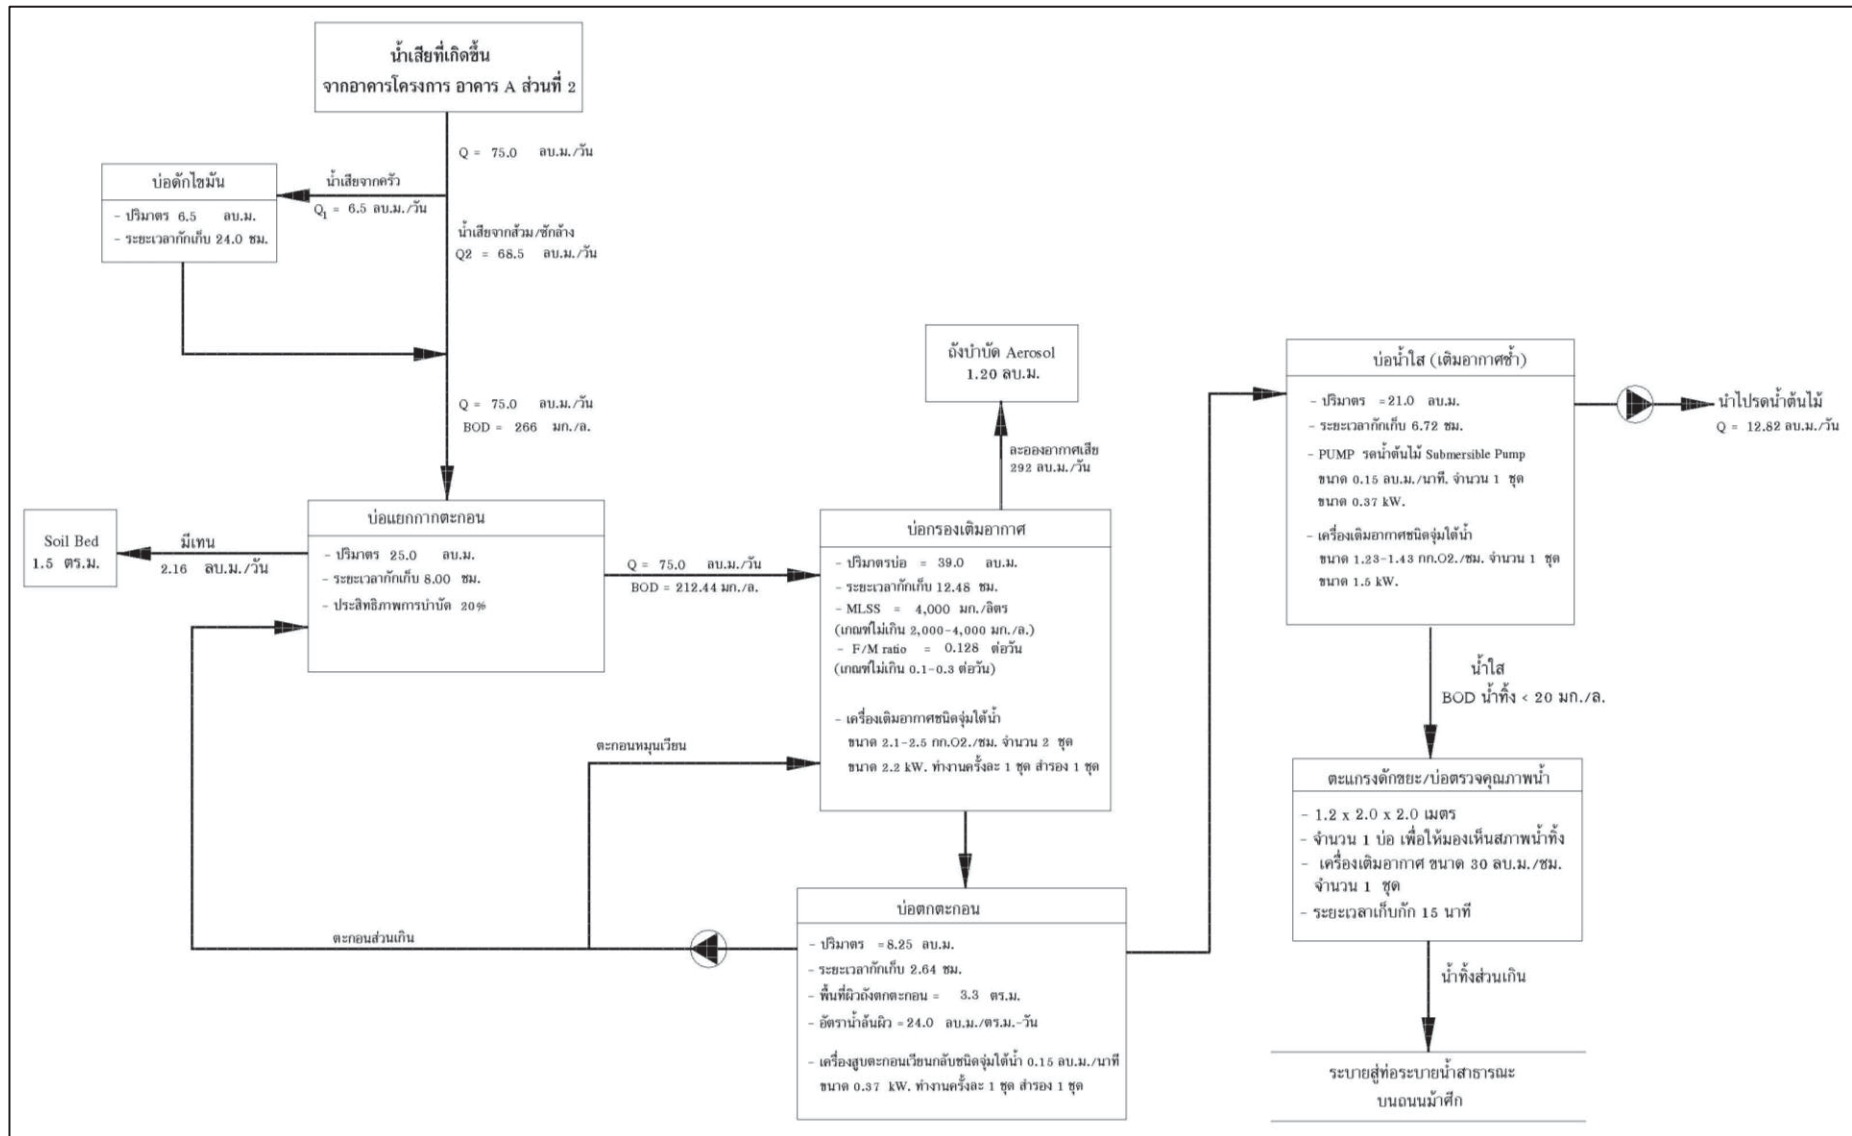 น้ำเสียที่เกิดขึ้น
จากอาคารโครงการ อาคาร A ส่วนที่ 2
Q = 75.0 ลบ.ม./วัน
บ่อดักไขมัน
- ปริมาตร 6.5 ลบ.ม.
- ระยะเวลากักเก็บ 24.0 ชม.
น้ำเสียจากครัว
Q1 = 6.5 ลบ.ม./วัน
น้ำเสียจากส้วม/ซักล้าง
Q2 = 68.5 ลบ.ม./วัน
Q = 75.0 ลบ.ม./วัน
BOD = 266 มก./ล.
Soil Bed
1.5 ตร.ม.
มีเทน
2.16 ลบ.ม./วัน
บ่อแยกกากตะกอน
- ปริมาตร 25.0 ลบ.ม.
- ระยะเวลากักเก็บ 8.00 ชม.
- ประสิทธิภาพการบำบัด 20%
Q = 75.0 ลบ.ม./วัน
BOD = 212.44 มก./ล.
ถังบำบัด Aerosol
1.20 ลบ.ม.
ละอองอากาศเสีย
292 ลบ.ม./วัน
บ่อกรองเติมอากาศ
- ปริมาตรบ่อ = 39.0 ลบ.ม.
- ระยะเวลากักเก็บ 12.48 ชม.
- MLSS = 4,000 มก./ลิตร
(เกณฑ์ไม่เกิน 2,000-4,000 มก./ล.)
- F/M ratio = 0.128 ต่อวัน
(เกณฑ์ไม่เกิน 0.1-0.3 ต่อวัน)
- เครื่องเติมอากาศชนิดจุ่มใต้น้ำ
ขนาด 2.1-2.5 กก.O2./ชม. จำนวน 2 ชุด
ขนาด 2.2 kW. ทำงานครั้งละ 1 ชุด สำรอง 1 ชุด
ตะกอนหมุนเวียน
ตะกอนส่วนเกิน
บ่อตกตะกอน
- ปริมาตร =8.25 ลบ.ม.
- ระยะเวลากักเก็บ 2.64 ชม.
- พื้นที่ผิวถังตกตะกอน = 3.3 ตร.ม.
- อัตราน้ำล้นผิว =24.0 ลบ.ม./ตร.ม.-วัน
- เครื่องสูบตะกอนเวียนกลับชนิดจุ่มใต้น้ำ 0.15 ลบ.ม./นาที
ขนาด 0.37 kW. ทำงานครั้งละ 1 ชุด สำรอง 1 ชุด
บ่อน้ำใส (เติมอากาศซ้ำ)
- ปริมาตร =21.0 ลบ.ม.
- ระยะเวลากักเก็บ 6.72 ชม.
- PUMP รดน้ำต้นไม้ Submersible Pump
ขนาด 0.15 ลบ.ม./นาที. จำนวน 1 ชุด
ขนาด 0.37 kW.
- เครื่องเติมอากาศชนิดจุ่มใต้น้ำ
ขนาด 1.23-1.43 กก.O2./ชม. จำนวน 1 ชุด
ขนาด 1.5 kW.
นำไปรดน้ำต้นไม้
Q = 12.82 ลบ.ม./วัน
น้ำใส
BOD น้ำทิ้ง < 20 มก./ล.
ตะแกรงดักขยะ/บ่อตรวจคุณภาพน้ำ
- 1.2 x 2.0 x 2.0 เมตร
- จำนวน 1 บ่อ เพื่อให้มองเห็นสภาพน้ำทิ้ง
- เครื่องเติมอากาศ ขนาด 30 ลบ.ม./ชม.
จำนวน 1 ชุด
- ระยะเวลาเก็บกัก 15 นาที
น้ำทิ้งส่วนเกิน
ระบายสู่ท่อระบายน้ำสาธารณะ
บนถนนม้าศึก